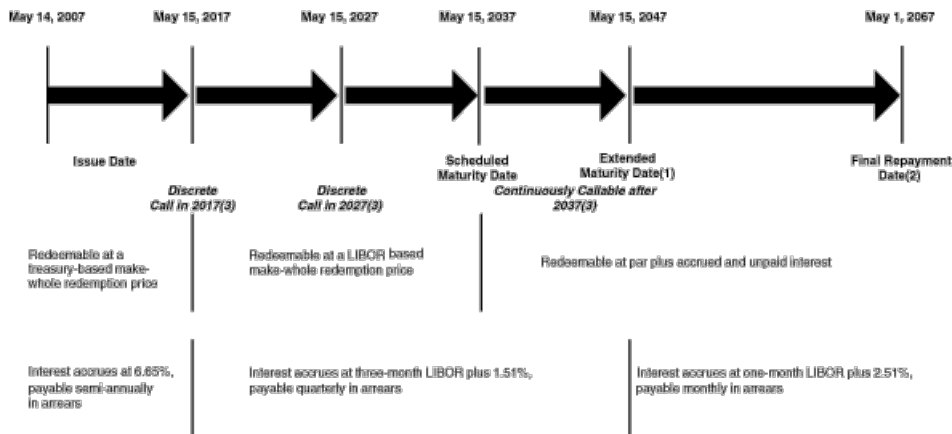 May 14, 2007
May 15, 2017
May 15, 2027
May 15, 2037
May 15, 2047
May 1, 2067
Issue Date
Scheduled
Maturity Date
Extended
Maturity Date(1)
Final Repayment
Date(2)
Discrete
Call in 2017(3)
Discrete
Call in 2027(3)
Continuously Callable after
2037(3)
Redeemable at a
treasury-based make-
whole redemption price
Redeemable at a LIBOR based
make-whole redemption price
Redeemable at par plus accrued and unpaid interest
Interest accrues at 6.65%,
payable semi-annually
in arrears
Interest accrues at three-month LIBOR plus 1.51%,
payable quarterly in arrears
Interest accrues at one-month LIBOR plus 2.51%,
payable monthly in arrears